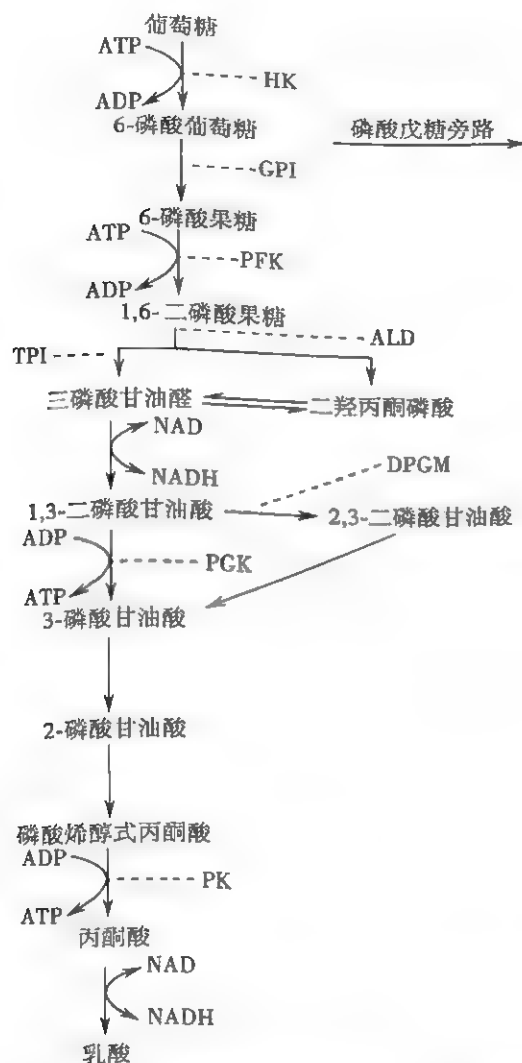 葡萄糖
ATP
HK
ADP
6-磷酸葡萄糖
磷酸戊糖旁路
GPI
6-磷酸果糖
ATP
PFK
ADP
1,6-二磷酸果糖
ALD
TPI
三磷酸甘油醛
二羟丙酮磷酸
NAD
NADH
DPGM
1,3-二磷酸甘油酸
2,3-二磷酸甘油酸
ADP
PGK
ATP
3-磷酸甘油酸
2-磷酸甘油酸
磷酸烯醇式丙酮酸
ADP
PK
ATP
丙酮酸
NAD
NADH
乳酸